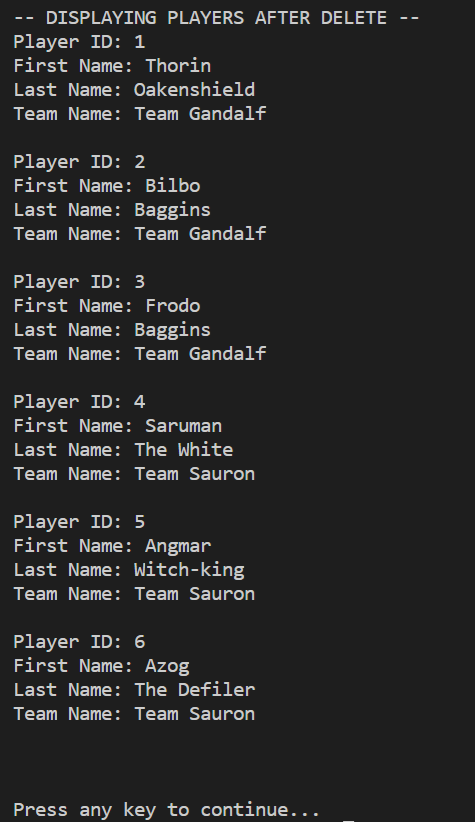 -- DISPLAYING PLAYERS AFTER DELETE --
Player ID: 1
First Name: Thorin
Last Name: Oakenshield
Team Name: Team Gandalf
Player ID: 2
First Name: Bilbo
Last Name: Baggins
Team Name: Team Gandalf
Player ID: 3
First Name: Frodo
Last Name: Baggins
Team Name: Team Gandalf
Player ID: 4
First Name: Saruman
Last Name: The White
Team Name: Team Sauron
Player ID: 5
First Name: Angmar
Last Name: Witch-king
Team Name: Team Sauron
Player ID: 6
First Name: Azog
Last Name: The Defiler
Team Name: Team Sauron
Press any key to continue...